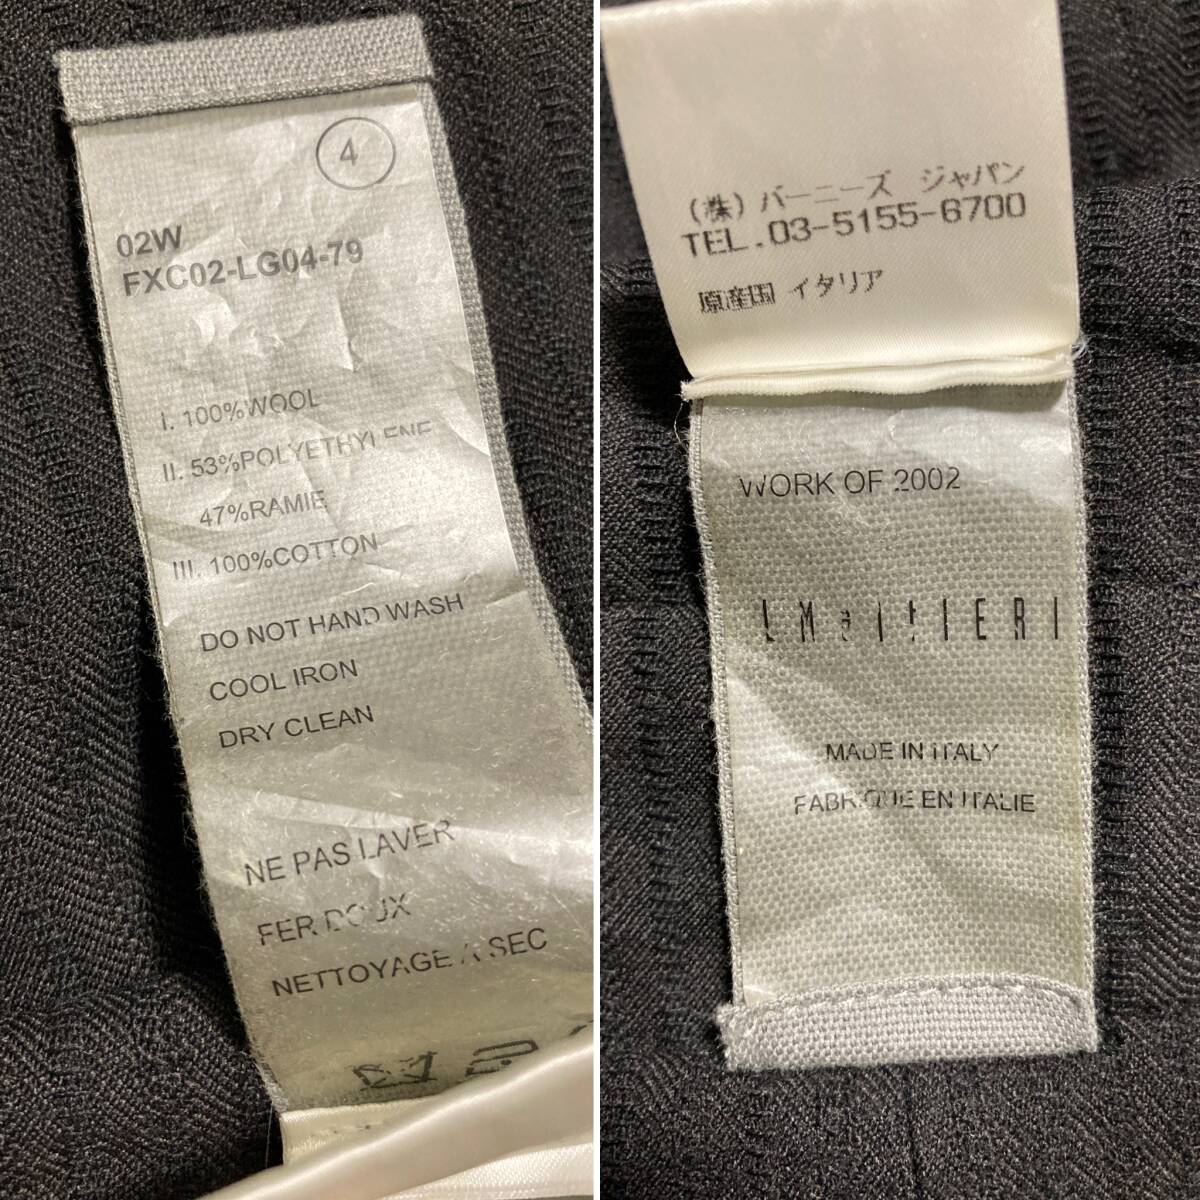 4
02W
FXC02-LG04-79
I. 100%WOOL
II. 53%POLYETHYLENE
47%RAMIE
III. 100%COTTON
DO NOT HAND WASH
COOL IRON
DRY CLEAN
NE PAS LAVER
FER DOUX
NETTOYAGE A SEC
(株) バーニーズ ジャパン
TEL.03-5155-6700
原産国 イタリア
WORK OF 2002
LMaltIERI
MADE IN ITALY
FABRIQUE EN ITALIE